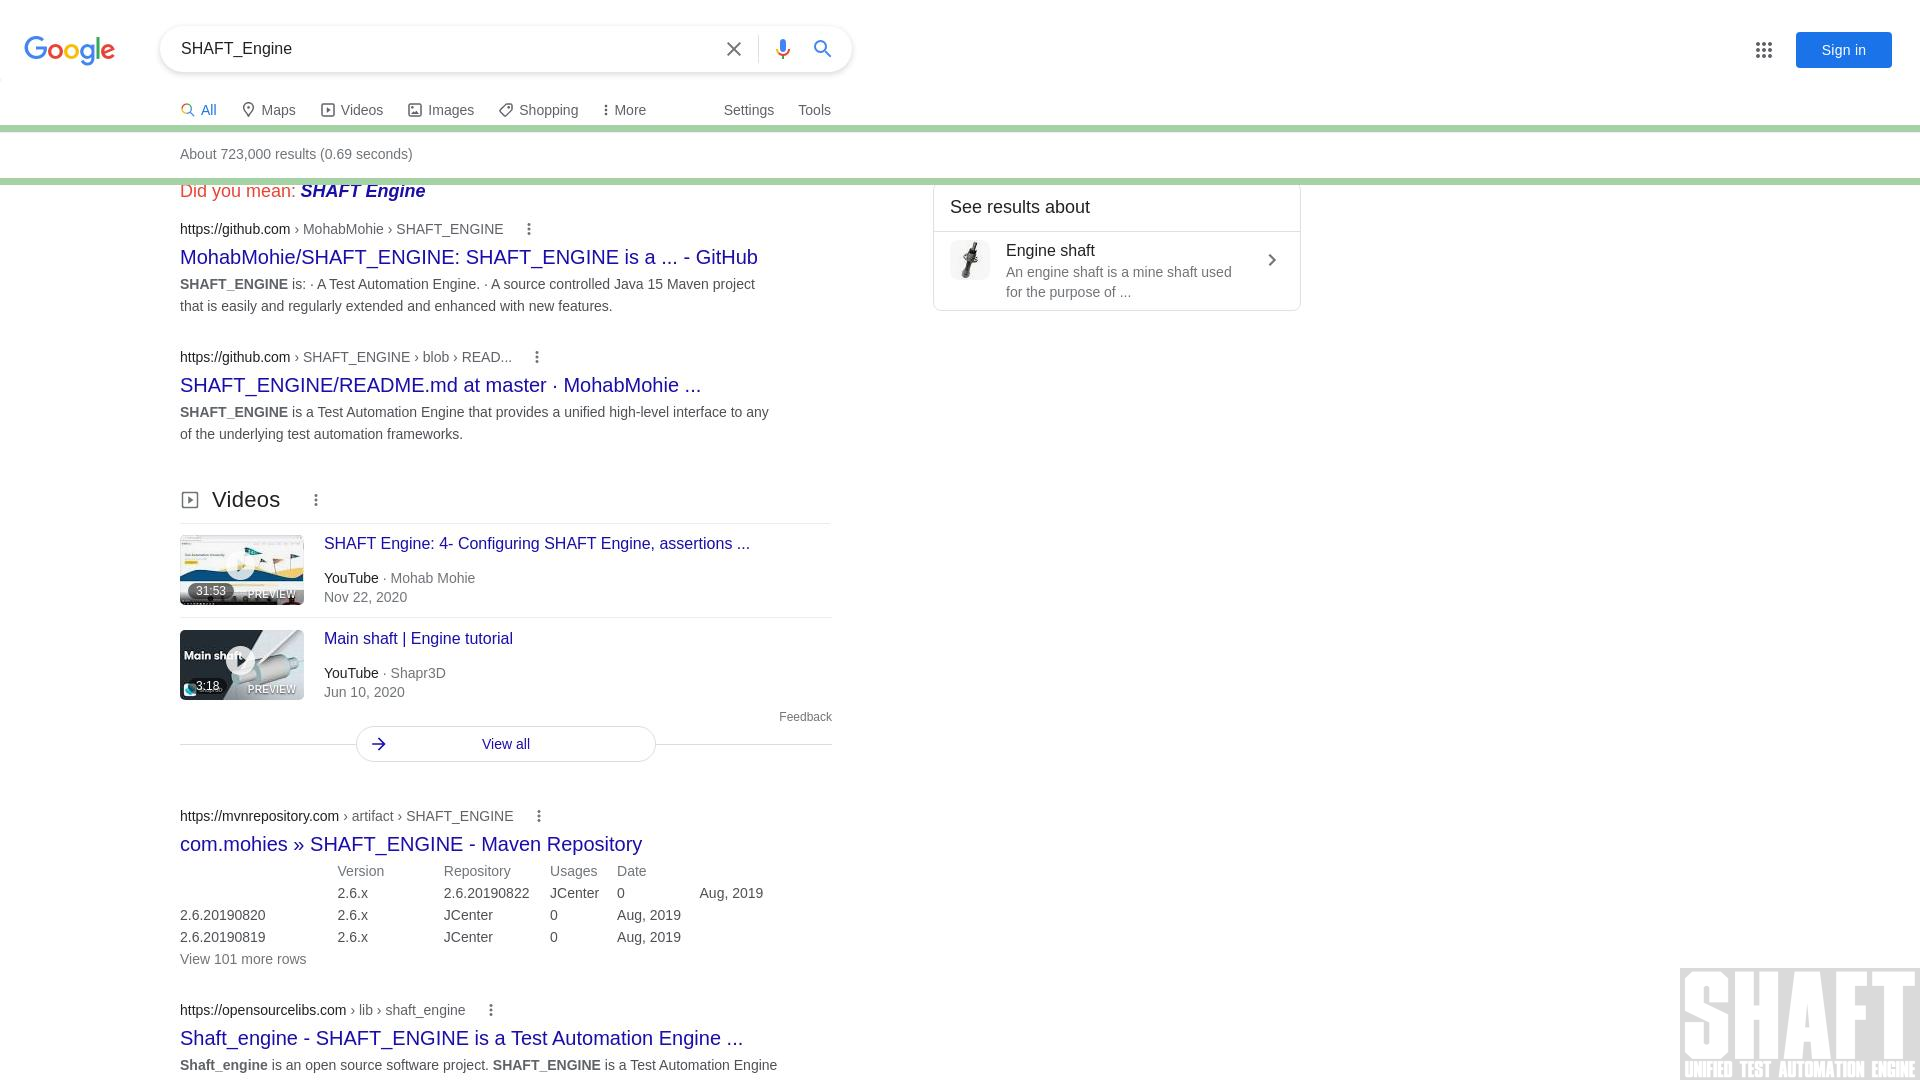 Google
SHAFT_Engine
Sign in
All Maps Videos Images Shopping More Settings Tools
About 723,000 results (0.69 seconds)
Did you mean: SHAFT Engine
https://github.com › MohabMohie › SHAFT_ENGINE
MohabMohie/SHAFT_ENGINE: SHAFT_ENGINE is a ... - GitHub
SHAFT_ENGINE is: · A Test Automation Engine. · A source controlled Java 15 Maven project
that is easily and regularly extended and enhanced with new features.
See results about
Engine shaft
An engine shaft is a mine shaft used
for the purpose of ...
https://github.com › SHAFT_ENGINE › blob › READ...
SHAFT_ENGINE/README.md at master · MohabMohie ...
SHAFT_ENGINE is a Test Automation Engine that provides a unified high-level interface to any
of the underlying test automation frameworks.
Videos
SHAFT Engine: 4- Configuring SHAFT Engine, assertions ...
31:53
PREVIEW
YouTube · Mohab Mohie
Nov 22, 2020
Main shaft | Engine tutorial
Main shaft
3:18
PREVIEW
YouTube · Shapr3D
Jun 10, 2020
Feedback
View all
https://mvnrepository.com › artifact › SHAFT_ENGINE
com.mohies » SHAFT_ENGINE - Maven Repository
Version Repository Usages Date
2.6.x 2.6.20190822 JCenter 0 Aug, 2019
2.6.20190820 2.6.x JCenter 0 Aug, 2019
2.6.20190819 2.6.x JCenter 0 Aug, 2019
View 101 more rows
https://opensourcelibs.com › lib › shaft_engine
Shaft_engine - SHAFT_ENGINE is a Test Automation Engine ...
Shaft_engine is an open source software project. SHAFT_ENGINE is a Test Automation Engine
SHAFT
UNIFIED TEST AUTOMATION ENGINE